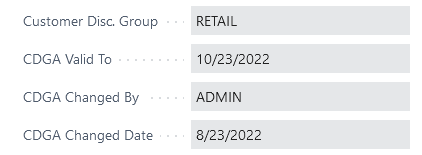 Customer Disc. Group RETAIL
CDGA Valid To 10/23/2022
CDGA Changed By ADMIN
CDGA Changed Date 8/23/2022